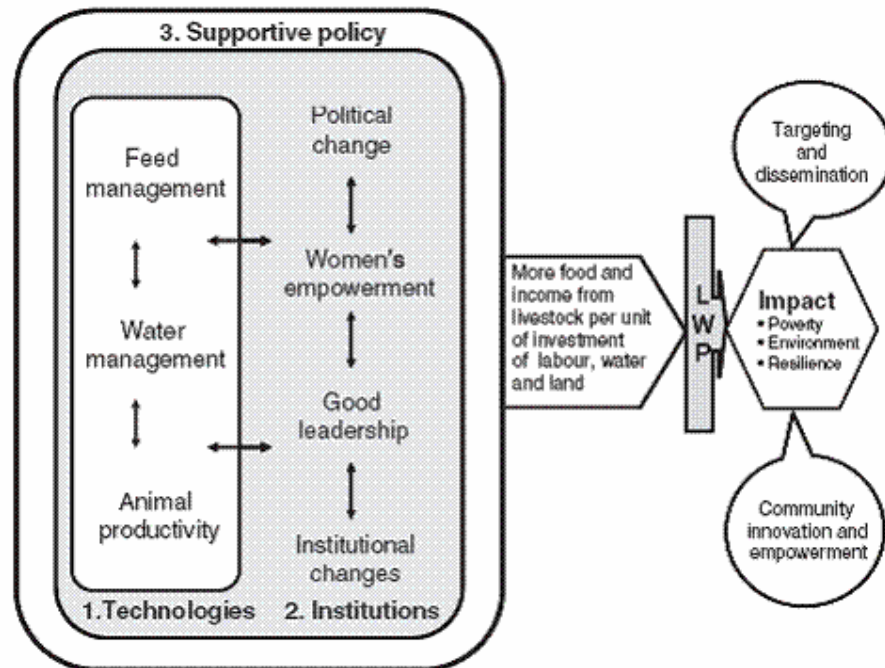 3. Supportive policy
Feed
management
Water
management
Animal
productivity
1.Technologies
Political
change
Women's
empowerment
Good
leadership
Institutional
changes
2. Institutions
More food and
income from
livestock per unit
of investment
of labour, water
and land
L
W
P
Targeting
and
dissemination
Impact
• Poverty
• Environment
• Resilience
Community
innovation and
empowerment